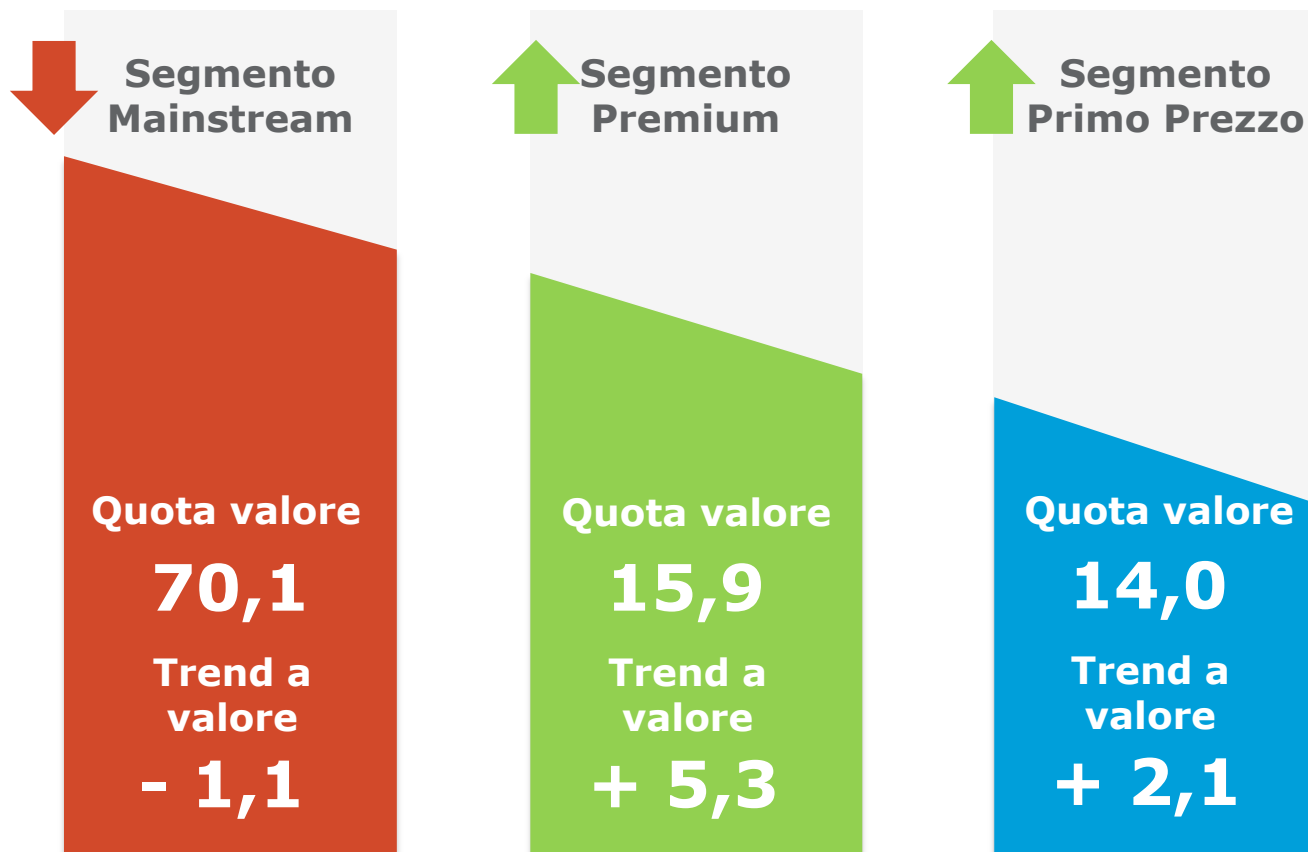 Segmento
Mainstream
Quota valore
70,1
Trend a
valore
- 1,1
Segmento
Premium
Quota valore
15,9
Trend a
valore
+ 5,3
Segmento
Primo Prezzo
Quota valore
14,0
Trend a
valore
+ 2,1